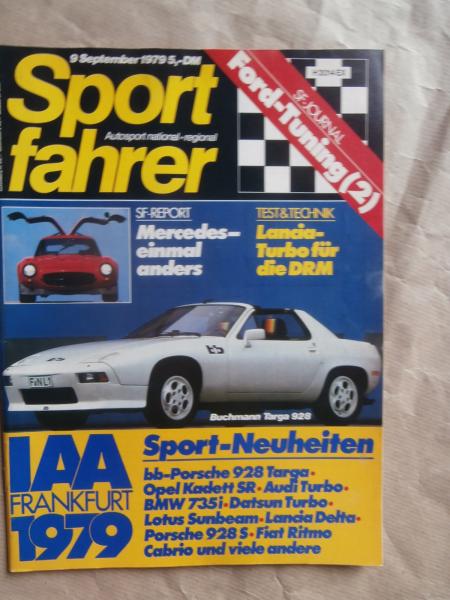 9 September 1979 5,-DM
Sport
fahrer
Autosport national-regional
H 3014 EX
SF-JOURNAL
Ford-Tuning (2)
SF-REPORT
Mercedes-
einmal
anders
TEST&TECHNIK
Lancia-
Turbo für
die DRM
bb
Buchmann Targa 928
IAA
FRANKFURT
1979
Sport-Neuheiten
bb-Porsche 928 Targa•
Opel Kadett SR•Audi Turbo•
BMW 735i•Datsun Turbo•
Lotus Sunbeam•Lancia Delta•
Porsche 928 S•Fiat Ritmo
Cabrio und viele andere